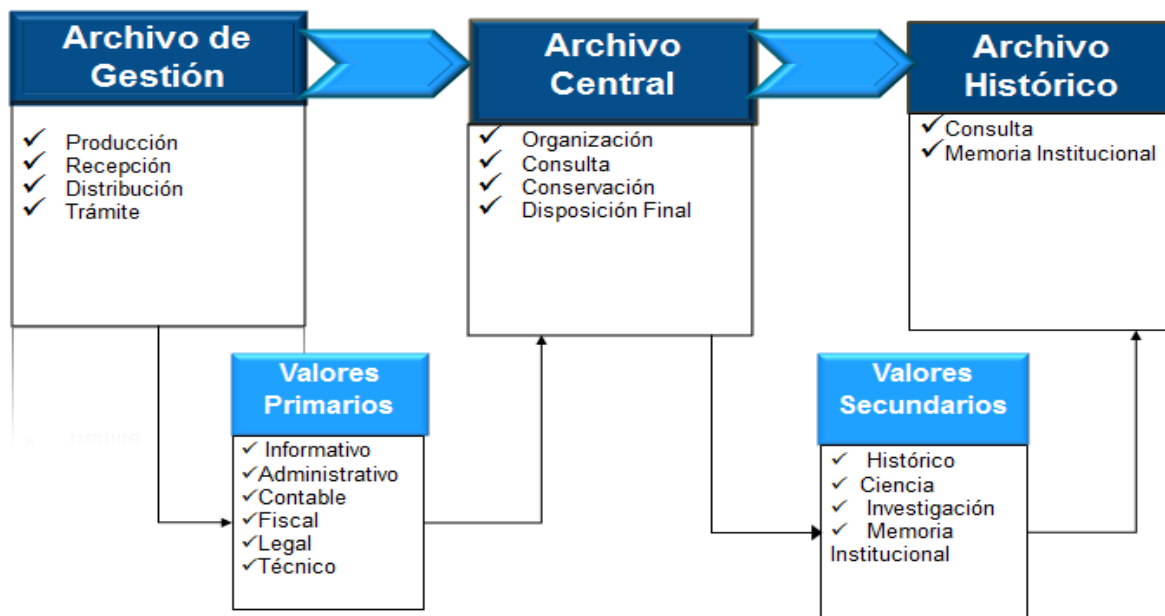 Archivo de
Gestión
Producción
Recepción
Distribución
Trámite
Archivo
Central
Organización
Consulta
Conservación
Disposición Final
Archivo
Histórico
Consulta
Memoria Institucional
Valores
Primarios
Informativo
Administrativo
Contable
Fiscal
Legal
Técnico
Valores
Secundarios
Histórico
Ciencia
Investigación
Memoria
Institucional